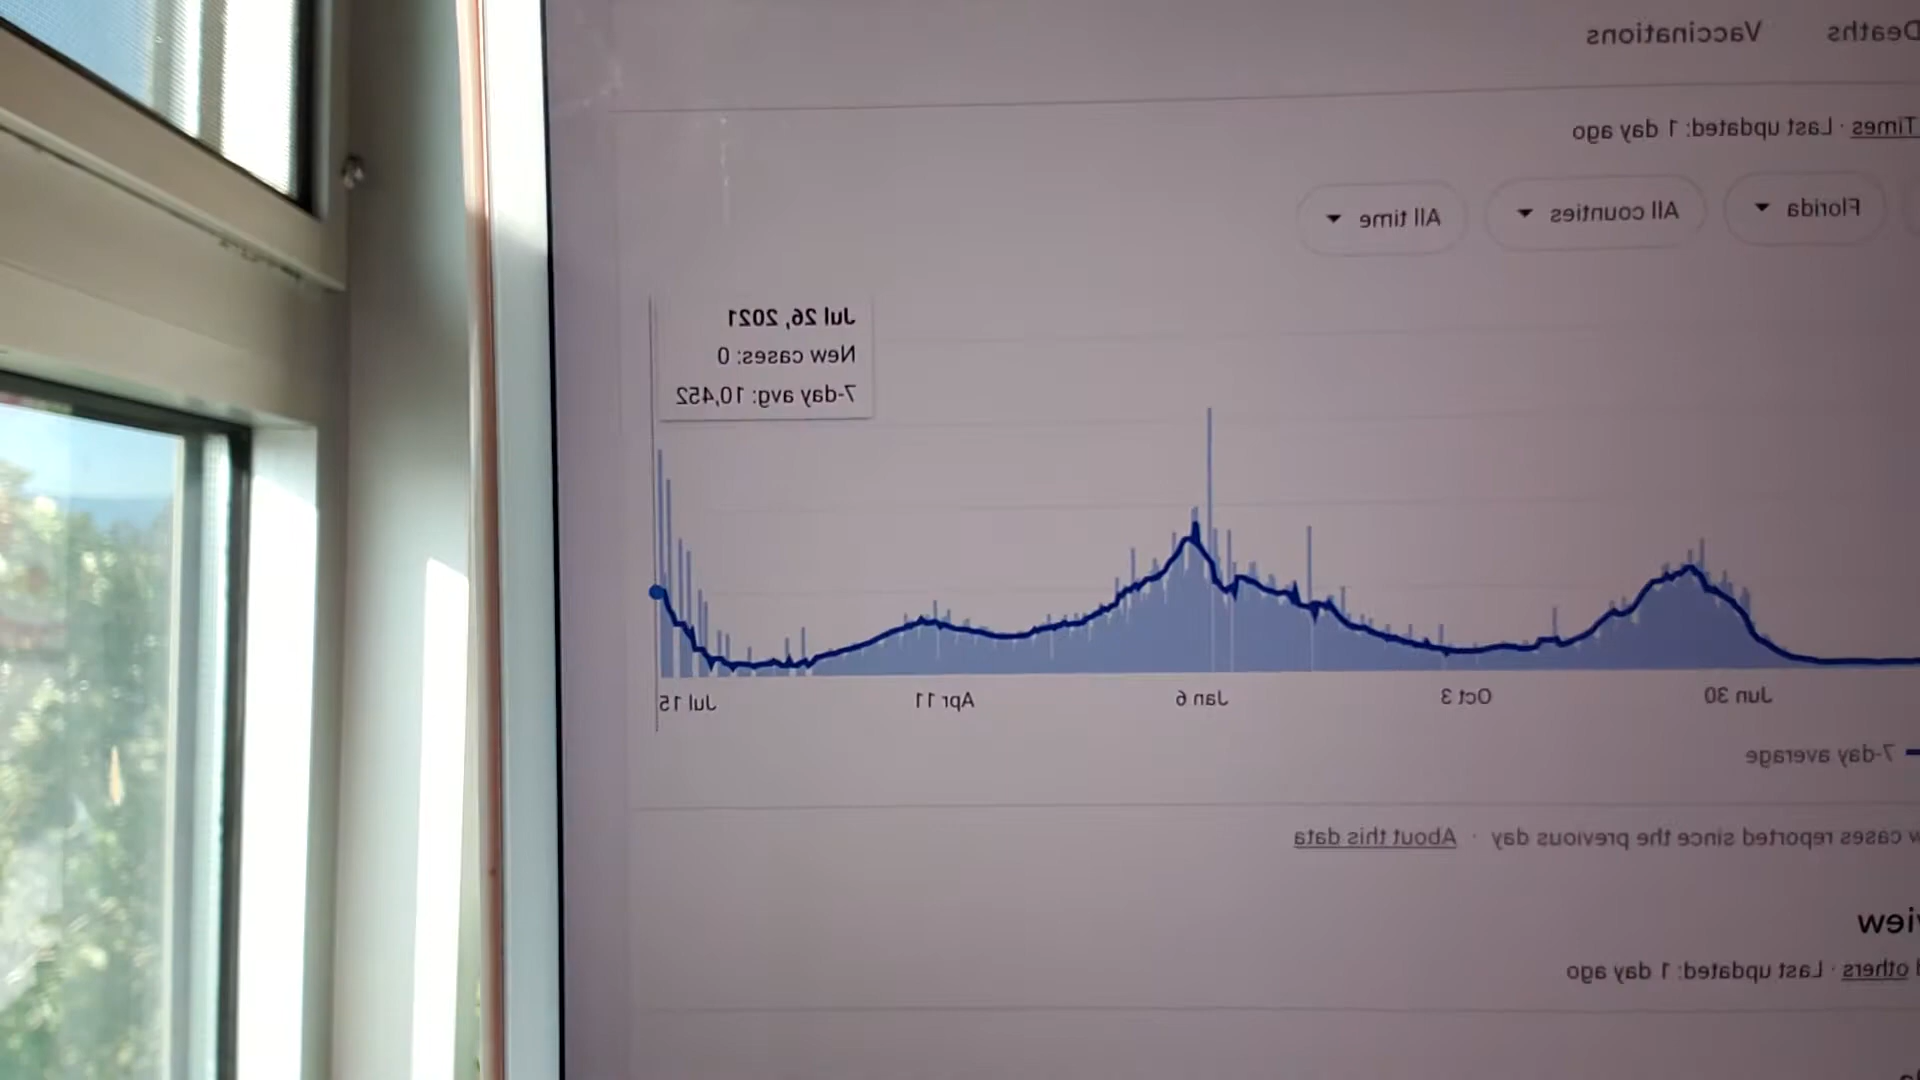 Deaths Vaccinations
Times · Last updated: 1 day ago
Florida All counties All time
Jul 26, 2021
New cases: 0
7-day avg: 10,452
Jun 30 Oct 3 Jan 6 Apr 11 Jul 15
7-day average
cases reported since the previous day · About this data
others · Last updated: 1 day ago